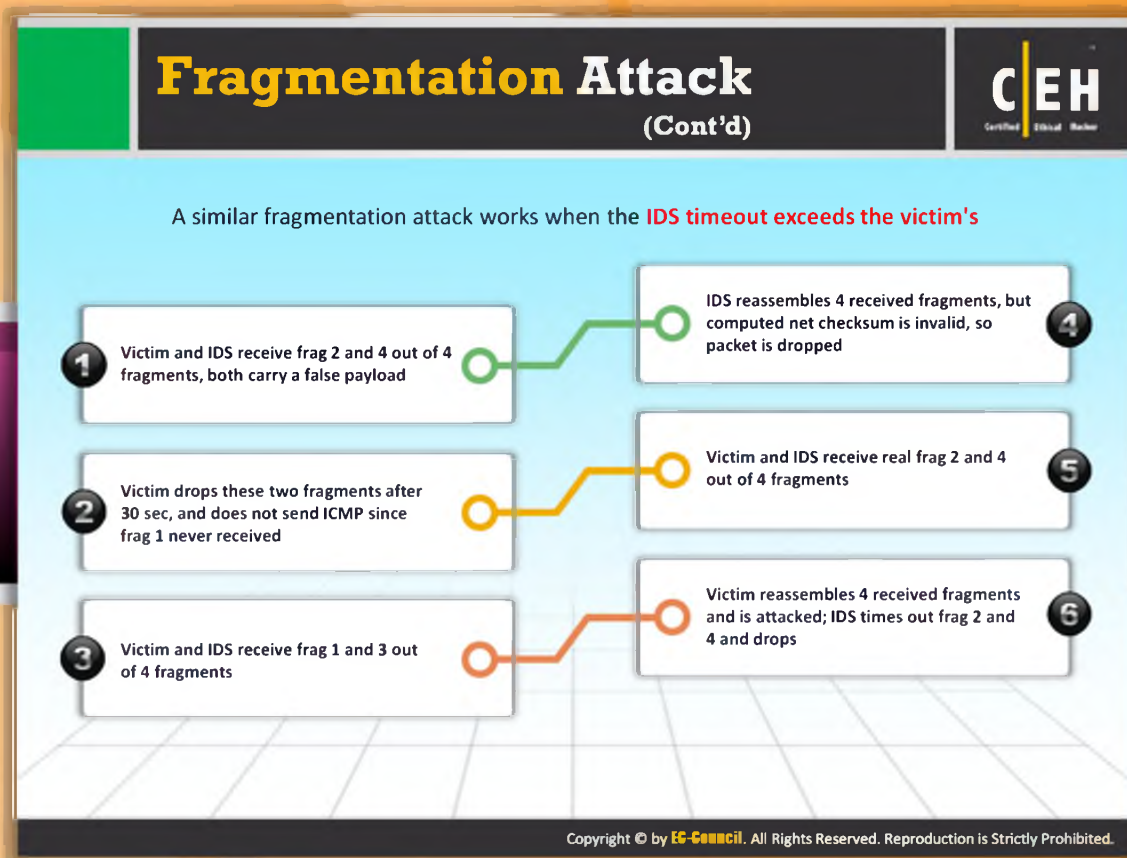 Fragmentation Attack
(Cont'd)
C EH
Certified Ethical Hacker
A similar fragmentation attack works when the IDS timeout exceeds the victim's
1
Victim and IDS receive frag 2 and 4 out of 4
fragments, both carry a false payload
2
Victim drops these two fragments after
30 sec, and does not send ICMP since
frag 1 never received
3
Victim and IDS receive frag 1 and 3 out
of 4 fragments
4
IDS reassembles 4 received fragments, but
computed net checksum is invalid, so
packet is dropped
5
Victim and IDS receive real frag 2 and 4
out of 4 fragments
6
Victim reassembles 4 received fragments
and is attacked; IDS times out frag 2 and
4 and drops
Copyright © by EC-Council. All Rights Reserved. Reproduction is Strictly Prohibited.